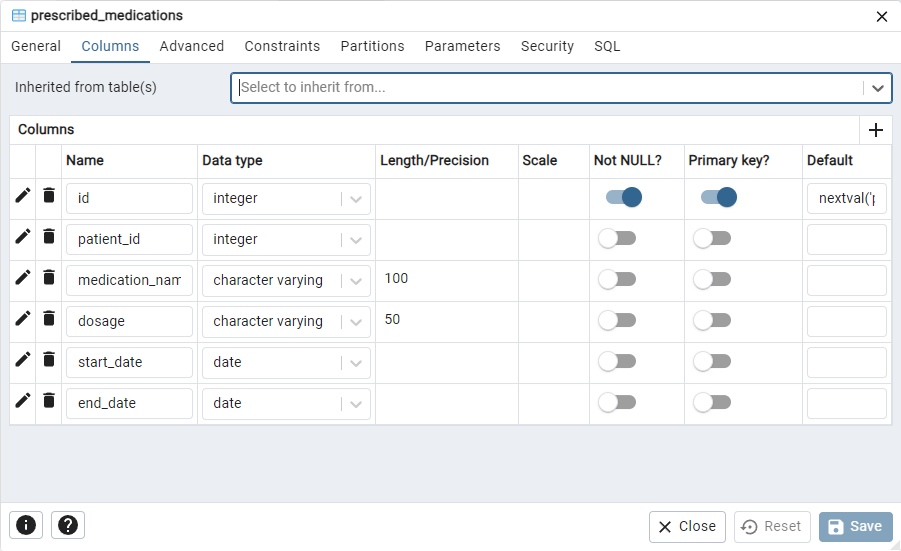 prescribed_medications
General Columns Advanced Constraints Partitions Parameters Security SQL
Inherited from table(s) Select to inherit from...
Columns
Name Data type Length/Precision Scale Not NULL? Primary key? Default
id integer nextval('p
patient_id integer
medication_nam character varying 100
dosage character varying 50
start_date date
end_date date
Close Reset Save